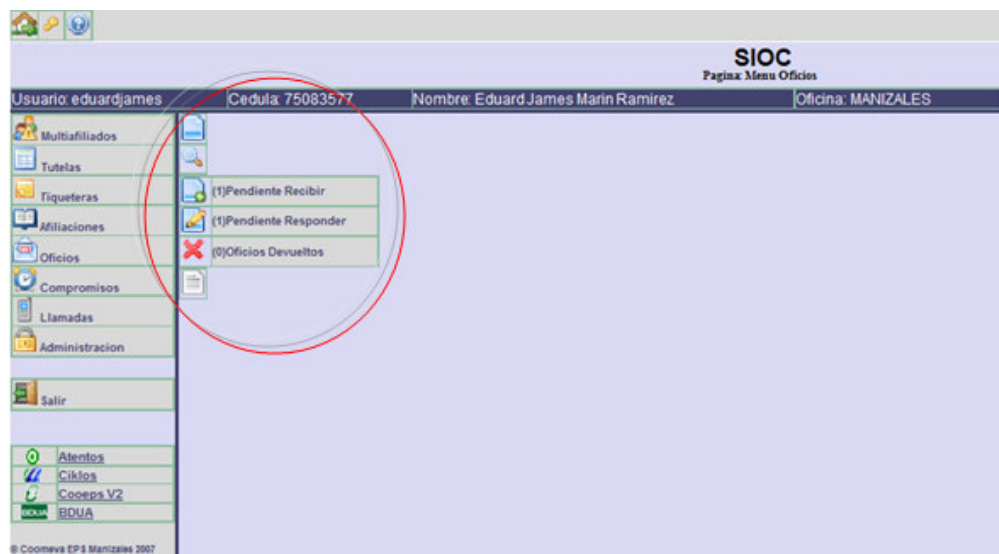 SIOC
Pagina: Menu Oficios
Usuario: eduardjames Cedula: 75083577 Nombre: Eduard James Marin Ramirez Oficina: MANIZALES
Multiafiliados
Tutelas
Tiqueteras
Afiliaciones
Oficios
Compromisos
Llamadas
Administracion
Salir
(1)Pendiente Recibir
(1)Pendiente Responder
(0)Oficios Devueltos
Atentos
Ciklos
Cooeps V2
BDUA BDUA
© Coomeva EPS Manizales 2007